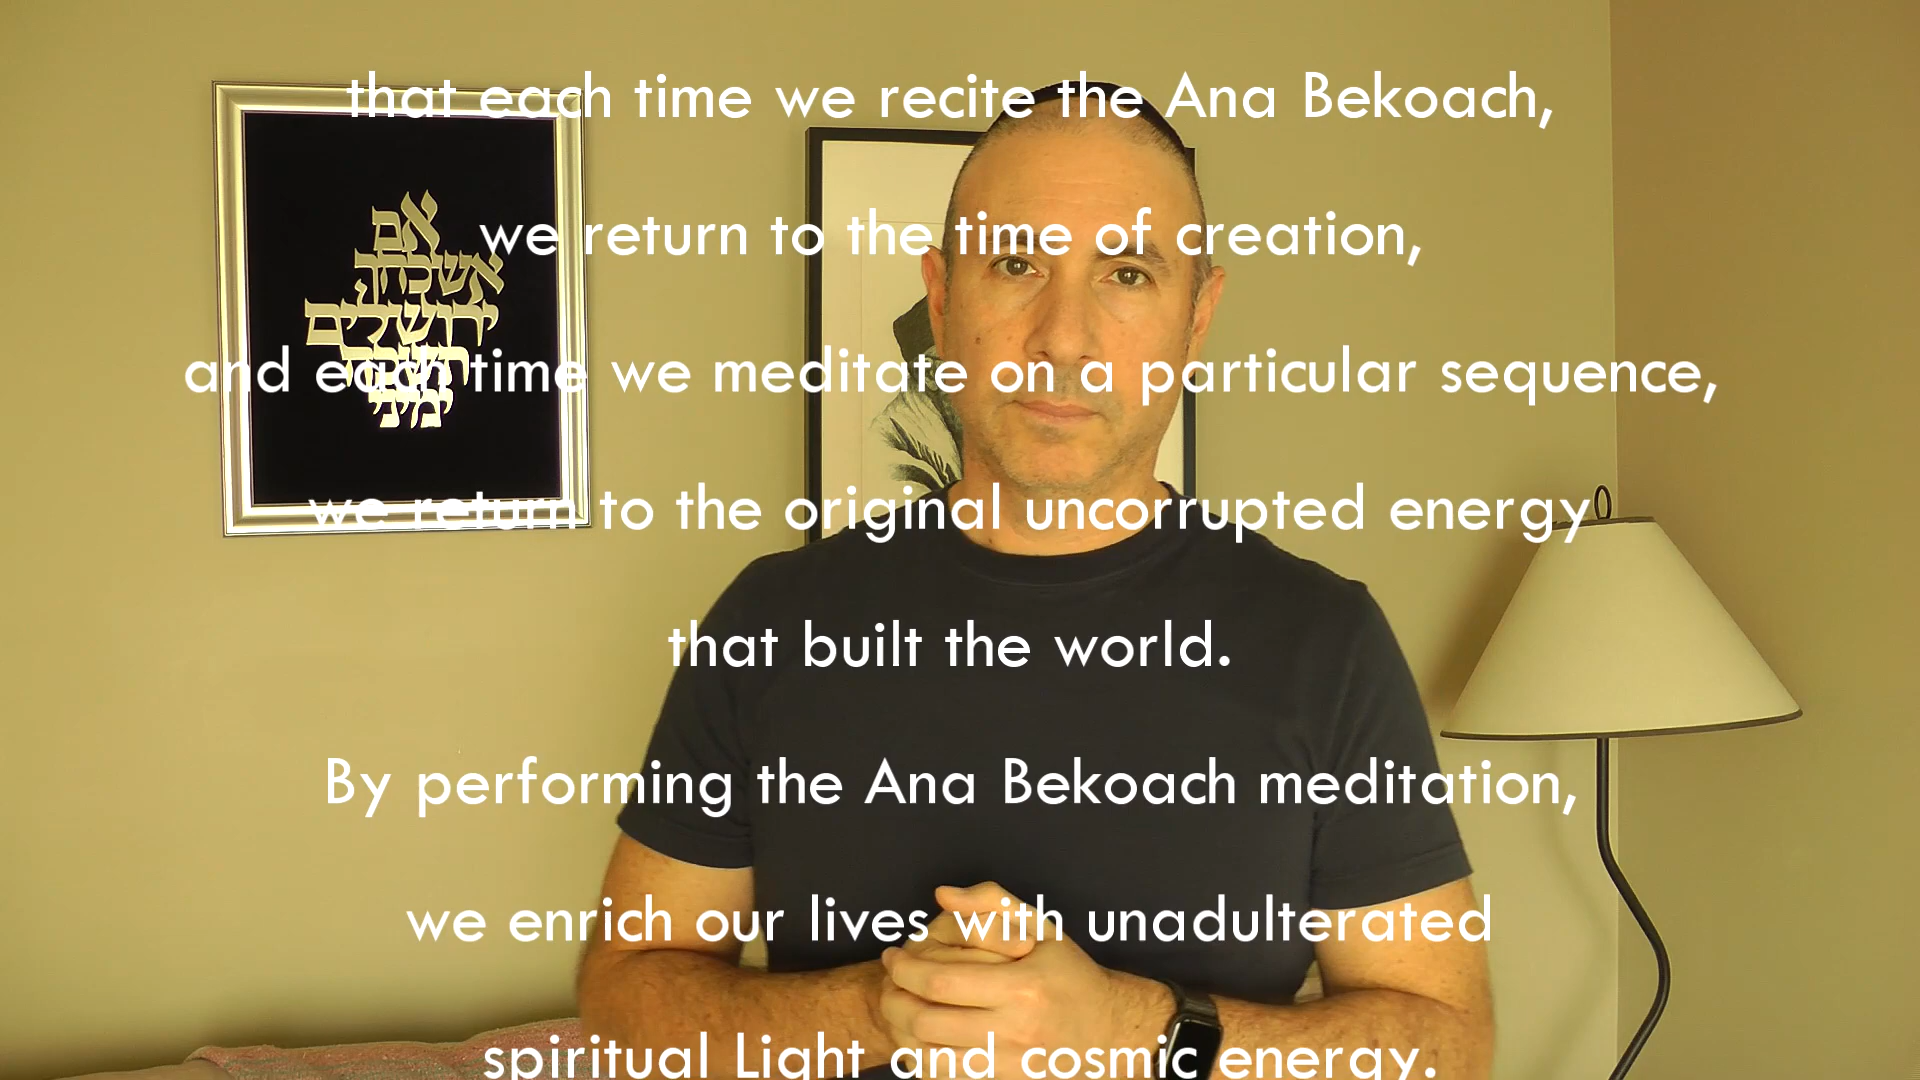 that each time we recite the Ana Bekoach,
we return to the time of creation,
and each time we meditate on a particular sequence,
we return to the original uncorrupted energy
that built the world.
By performing the Ana Bekoach meditation,
we enrich our lives with unadulterated
spiritual Light and cosmic energy.
אם
אשכחך
ירושלים
תשכח
ימיני